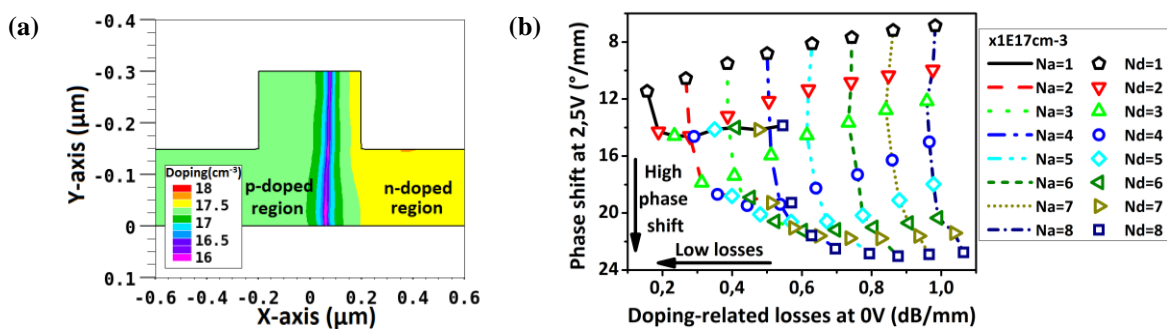 (a)
-0.4
-0.3
-0.2
-0.1
0
0.1
Y-axis (µm)
Doping(cm⁻³)
18
17.5
17
16.5
16
p-doped
region
n-doped
region
-0.6 -0.4 -0.2 0 0.2 0.4 0.6
X-axis (µm)
(b)
Phase shift at 2,5V (°/mm)
8
12
16
20
24
High
phase
shift
Low losses
0,2 0,4 0,6 0,8 1,0
Doping-related losses at 0V (dB/mm)
x1E17cm-3
Na=1 Nd=1
Na=2 Nd=2
Na=3 Nd=3
Na=4 Nd=4
Na=5 Nd=5
Na=6 Nd=6
Na=7 Nd=7
Na=8 Nd=8